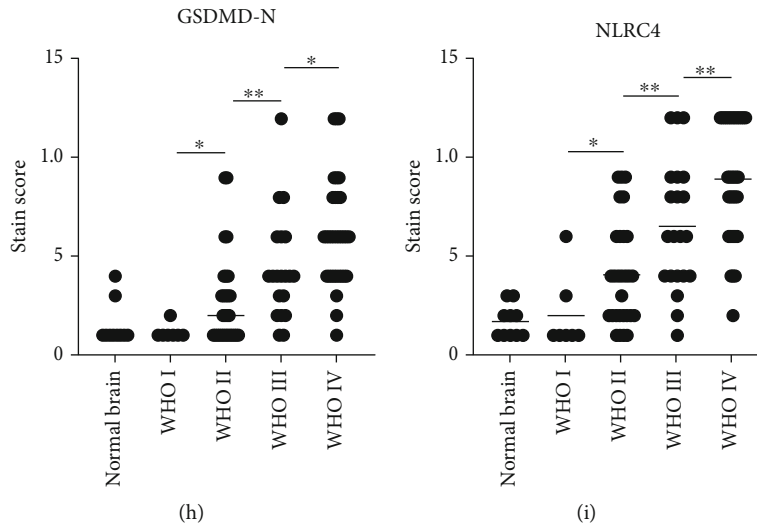 GSDMD-N
15
1.0
5
0
Stain score
* ** *
Normal brain
WHO I
WHO II
WHO III
WHO IV
(h)
NLRC4
15
1.0
5
0
Stain score
* ** **
Normal brain
WHO I
WHO II
WHO III
WHO IV
(i)